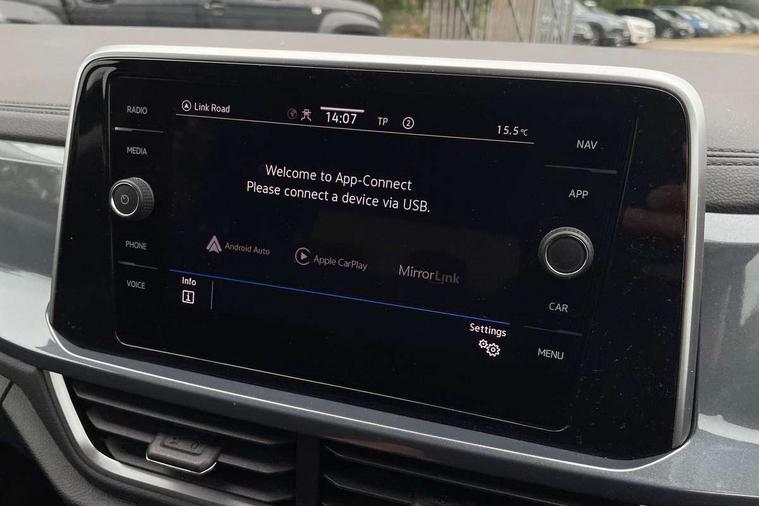 RADIO
MEDIA
PHONE
VOICE
Link Road
14:07
TP
2
15.5°C
Welcome to App-Connect
Please connect a device via USB.
Android Auto
Apple CarPlay
MirrorLink
Info
Settings
NAV
APP
CAR
MENU